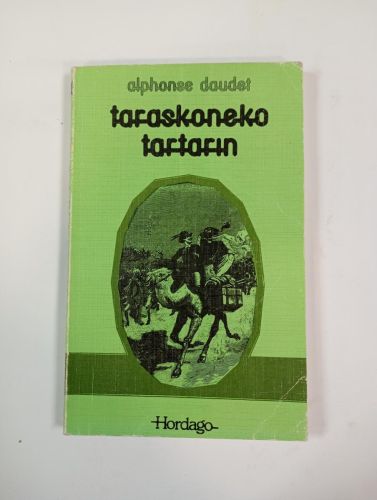 alphonse daudet
taraskoneko
tartarin
Hordago